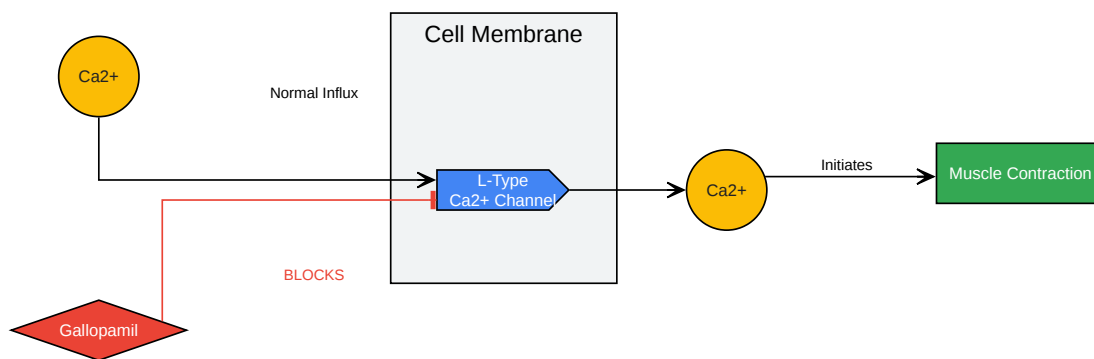 Cell Membrane
Ca2+
Normal Influx
L-Type
Ca2+ Channel
Ca2+
Initiates
Muscle Contraction
BLOCKS
Gallopamil